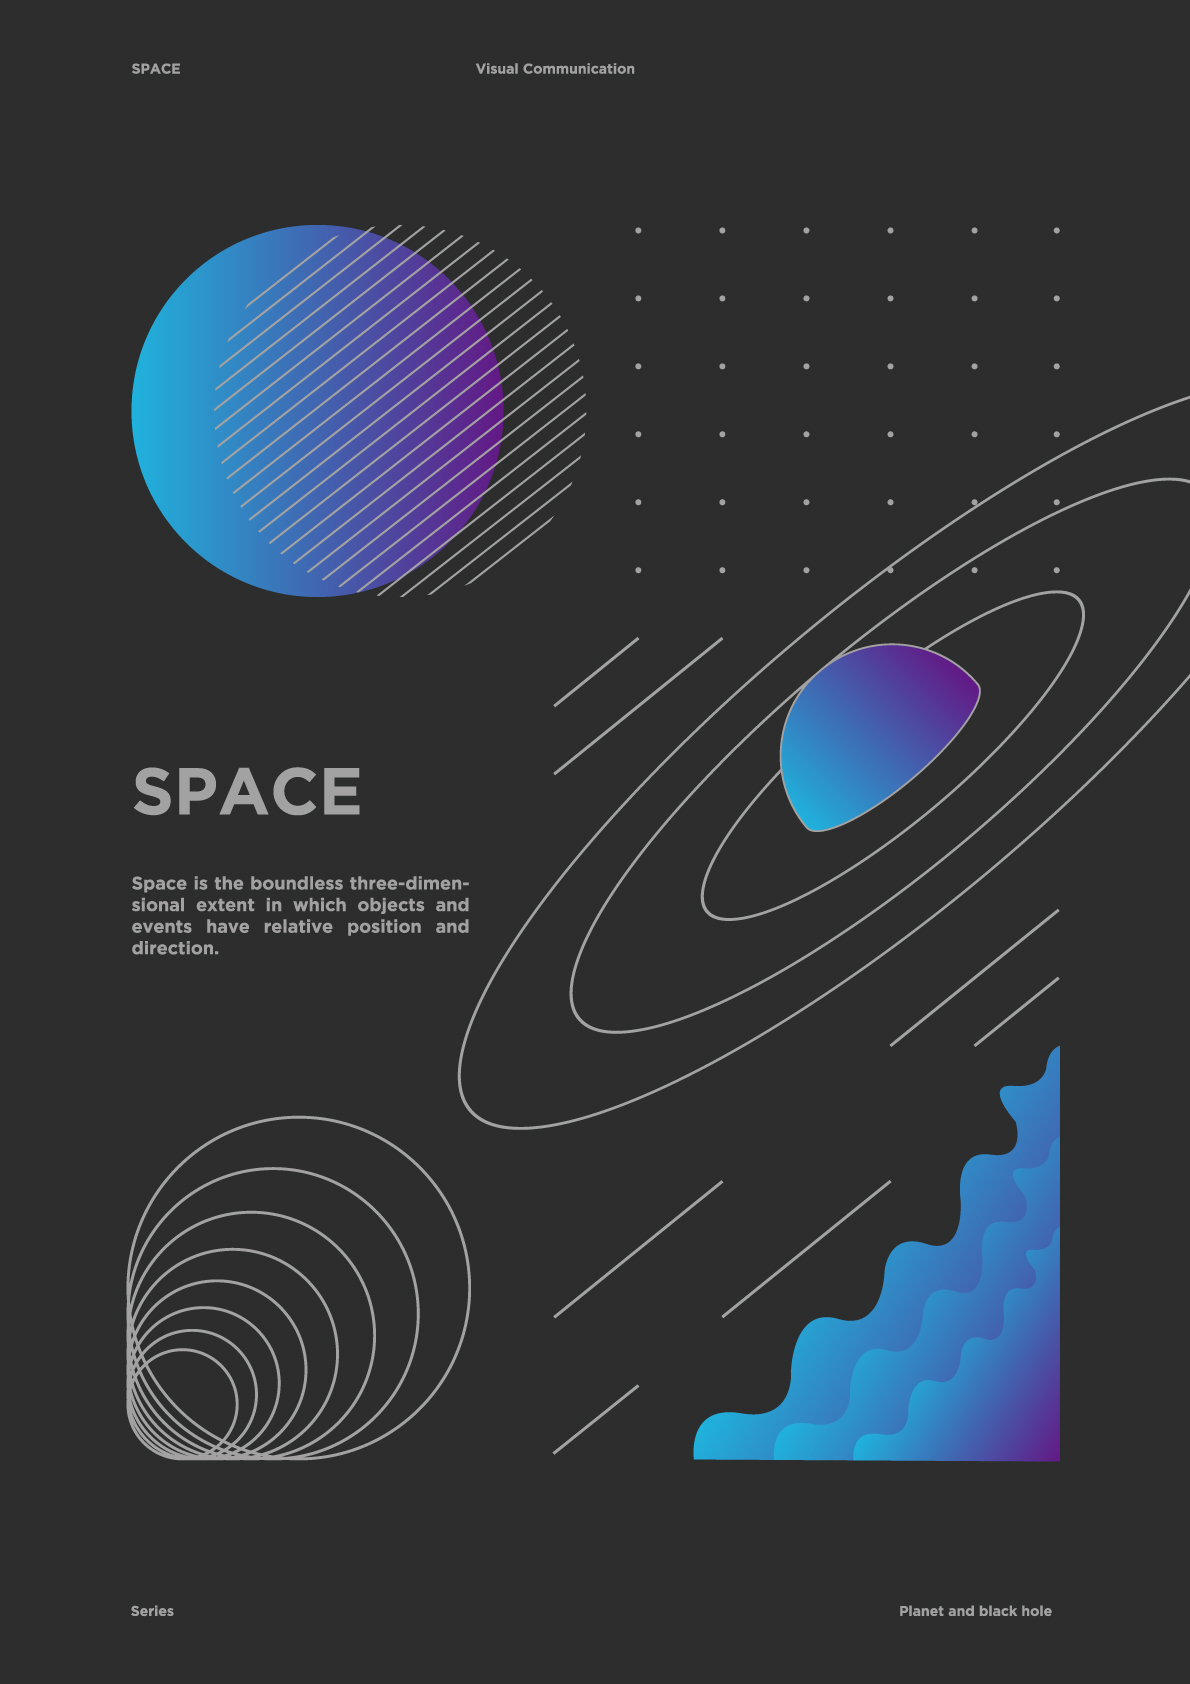 SPACE
Visual Communication
SPACE
Space is the boundless three-dimen-
sional extent in which objects and
events have relative position and
direction.
Series
Planet and black hole